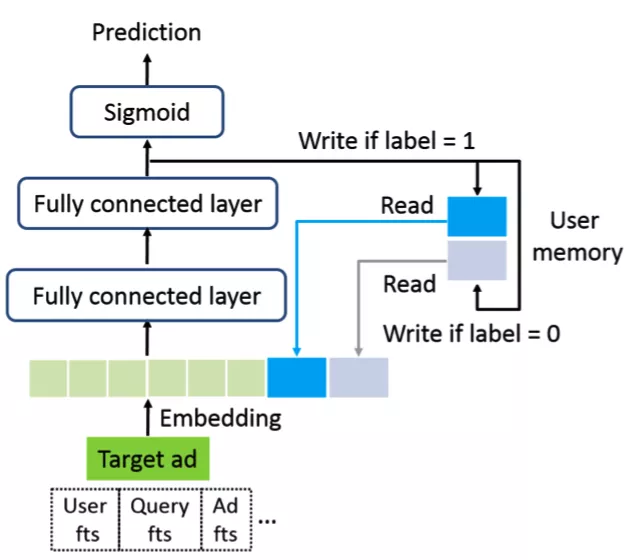 Prediction
Sigmoid
Write if label = 1
Fully connected layer
Read
User
memory
Fully connected layer
Read
Write if label = 0
Embedding
Target ad
User
fts
Query
fts
Ad
fts
...